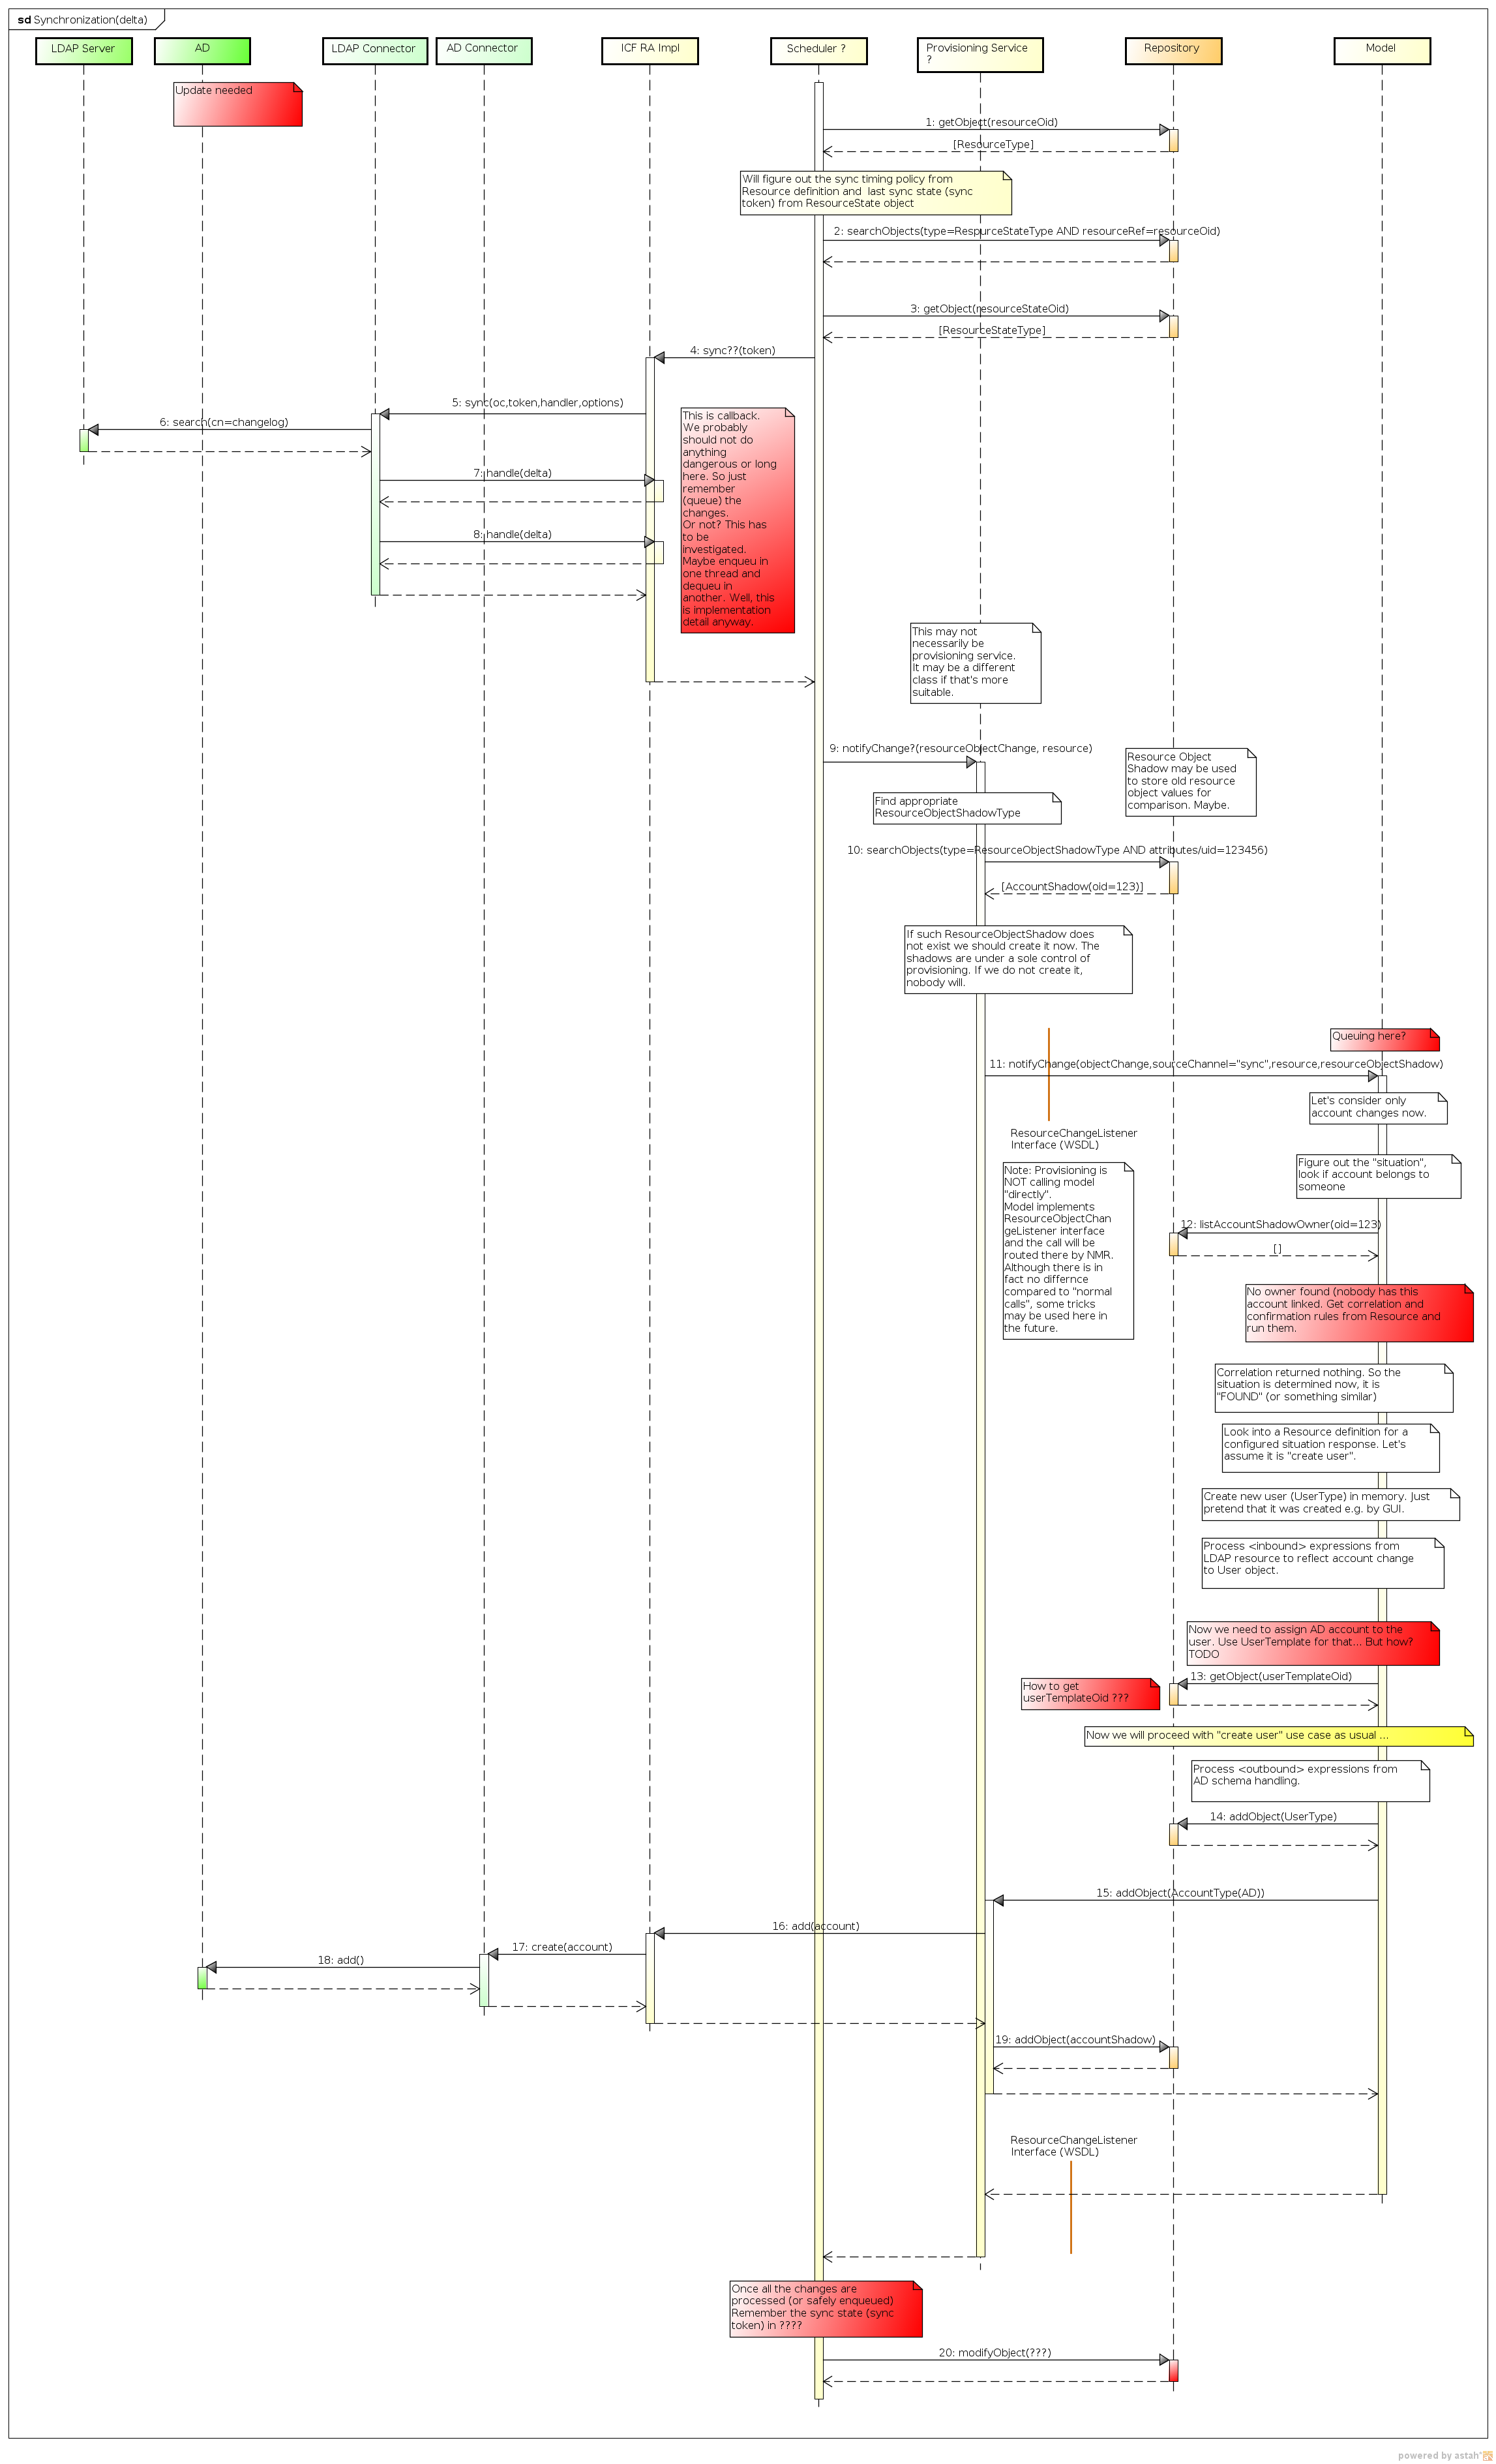 sd Synchronization(delta)
LDAP Server
AD
LDAP Connector
AD Connector
ICF RA Impl
Scheduler ?
Provisioning Service
?
Repository
Model
Update needed
1: getObject(resourceOid)
[ResourceType]
Will figure out the sync timing policy from
Resource definition and  last sync state (sync
token) from ResourceState object
2: searchObjects(type=RespurceStateType AND resourceRef=resourceOid)
3: getObject(resourceStateOid)
[ResourceStateType]
4: sync??(token)
5: sync(oc,token,handler,options)
6: search(cn=changelog)
7: handle(delta)
8: handle(delta)
This is callback.
We probably
should not do
anything
dangerous or long
here. So just
remember
(queue) the
changes.
Or not? This has
to be
investigated.
Maybe enqueu in
one thread and
dequeu in
another. Well, this
is implementation
detail anyway.
This may not
necessarily be
provisioning service.
It may be a different
class if that's more
suitable.
9: notifyChange?(resourceObjectChange, resource)
Resource Object
Shadow may be used
to store old resource
object values for
comparison. Maybe.
Find appropriate
ResourceObjectShadowType
10: searchObjects(type=ResourceObjectShadowType AND attributes/uid=123456)
[AccountShadow(oid=123)]
If such ResourceObjectShadow does
not exist we should create it now. The
shadows are under a sole control of
provisioning. If we do not create it,
nobody will.
Queuing here?
11: notifyChange(objectChange,sourceChannel="sync",resource,resourceObjectShadow)
Let's consider only
account changes now.
ResourceChangeListener
Interface (WSDL)
Figure out the "situation",
look if account belongs to
someone
Note: Provisioning is
NOT calling model
"directly".
Model implements
ResourceObjectChan
geListener interface
and the call will be
routed there by NMR.
Although there is in
fact no differnce
compared to "normal
calls", some tricks
may be used here in
the future.
12: listAccountShadowOwner(oid=123)
[]
No owner found (nobody has this
account linked. Get correlation and
confirmation rules from Resource and
run them.
Correlation returned nothing. So the
situation is determined now, it is
"FOUND" (or something similar)
Look into a Resource definition for a
configured situation response. Let's
assume it is "create user".
Create new user (UserType) in memory. Just
pretend that it was created e.g. by GUI.
Process <inbound> expressions from
LDAP resource to reflect account change
to User object.
Now we need to assign AD account to the
user. Use UserTemplate for that... But how?
TODO
13: getObject(userTemplateOid)
How to get
userTemplateOid ???
Now we will proceed with "create user" use case as usual ...
Process <outbound> expressions from
AD schema handling.
14: addObject(UserType)
15: addObject(AccountType(AD))
16: add(account)
17: create(account)
18: add()
19: addObject(accountShadow)
ResourceChangeListener
Interface (WSDL)
Once all the changes are
processed (or safely enqueued)
Remember the sync state (sync
token) in ????
20: modifyObject(???)
powered by astah*